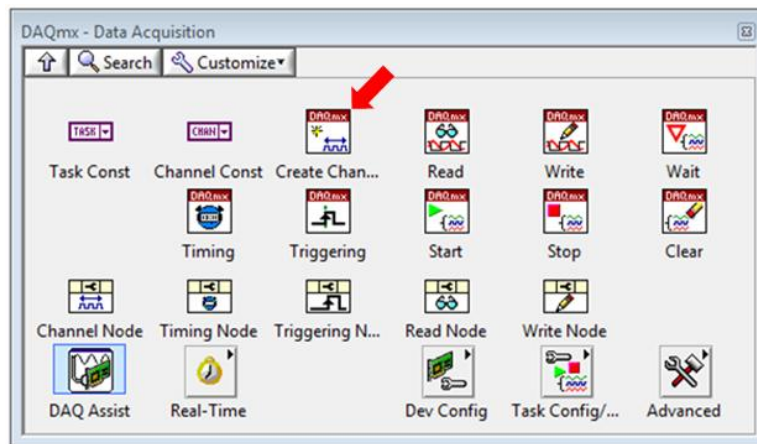 DAQmx - Data Acquisition
Search Customize
TASK CHAN DAQmx DAQmx DAQmx DAQmx
Task Const Channel Const Create Chan... Read Write Wait
DAQmx DAQmx DAQmx DAQmx DAQmx
Timing Triggering Start Stop Clear
Channel Node Timing Node Triggering N... Read Node Write Node
DAQ Assist Real-Time Dev Config Task Config/... Advanced